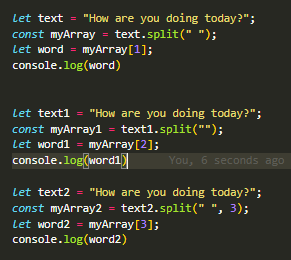 let text = "How are you doing today?";
const myArray = text.split(" ");
let word = myArray[1];
console.log(word)
let text1 = "How are you doing today?";
const myArray1 = text1.split("");
let word1 = myArray[2];
console.log(word1) You, 6 seconds ago
let text2 = "How are you doing today?";
const myArray2 = text2.split(" ", 3);
let word2 = myArray[3];
console.log(word2)